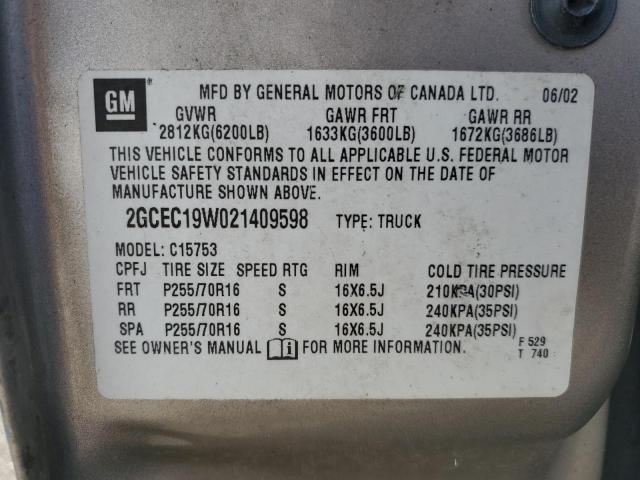 GM MFD BY GENERAL MOTORS OF CANADA LTD. 06/02
GVWR GAWR FRT GAWR RR
2812KG(6200LB) 1633KG(3600LB) 1672KG(3686LB)
THIS VEHICLE CONFORMS TO ALL APPLICABLE U.S. FEDERAL MOTOR
VEHICLE SAFETY STANDARDS IN EFFECT ON THE DATE OF
MANUFACTURE SHOWN ABOVE.
2GCEC19W021409598 TYPE: TRUCK
MODEL: C15753
CPFJ TIRE SIZE SPEED RTG RIM COLD TIRE PRESSURE
FRT P255/70R16 S 16X6.5J 210KPA(30PSI)
RR P255/70R16 S 16X6.5J 240KPA(35PSI)
SPA P255/70R16 S 16X6.5J 240KPA(35PSI)
SEE OWNER'S MANUAL i FOR MORE INFORMATION. F 529
T 740